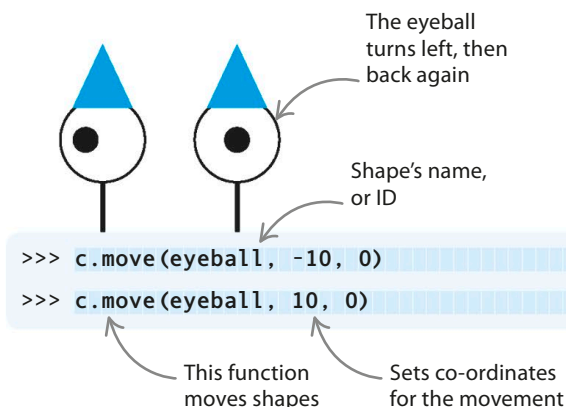 The eyeball
turns left, then
back again
Shape's name,
or ID
>>> c.move(eyeball, -10, 0)
>>> c.move(eyeball, 10, 0)
This function
moves shapes
Sets co-ordinates
for the movement